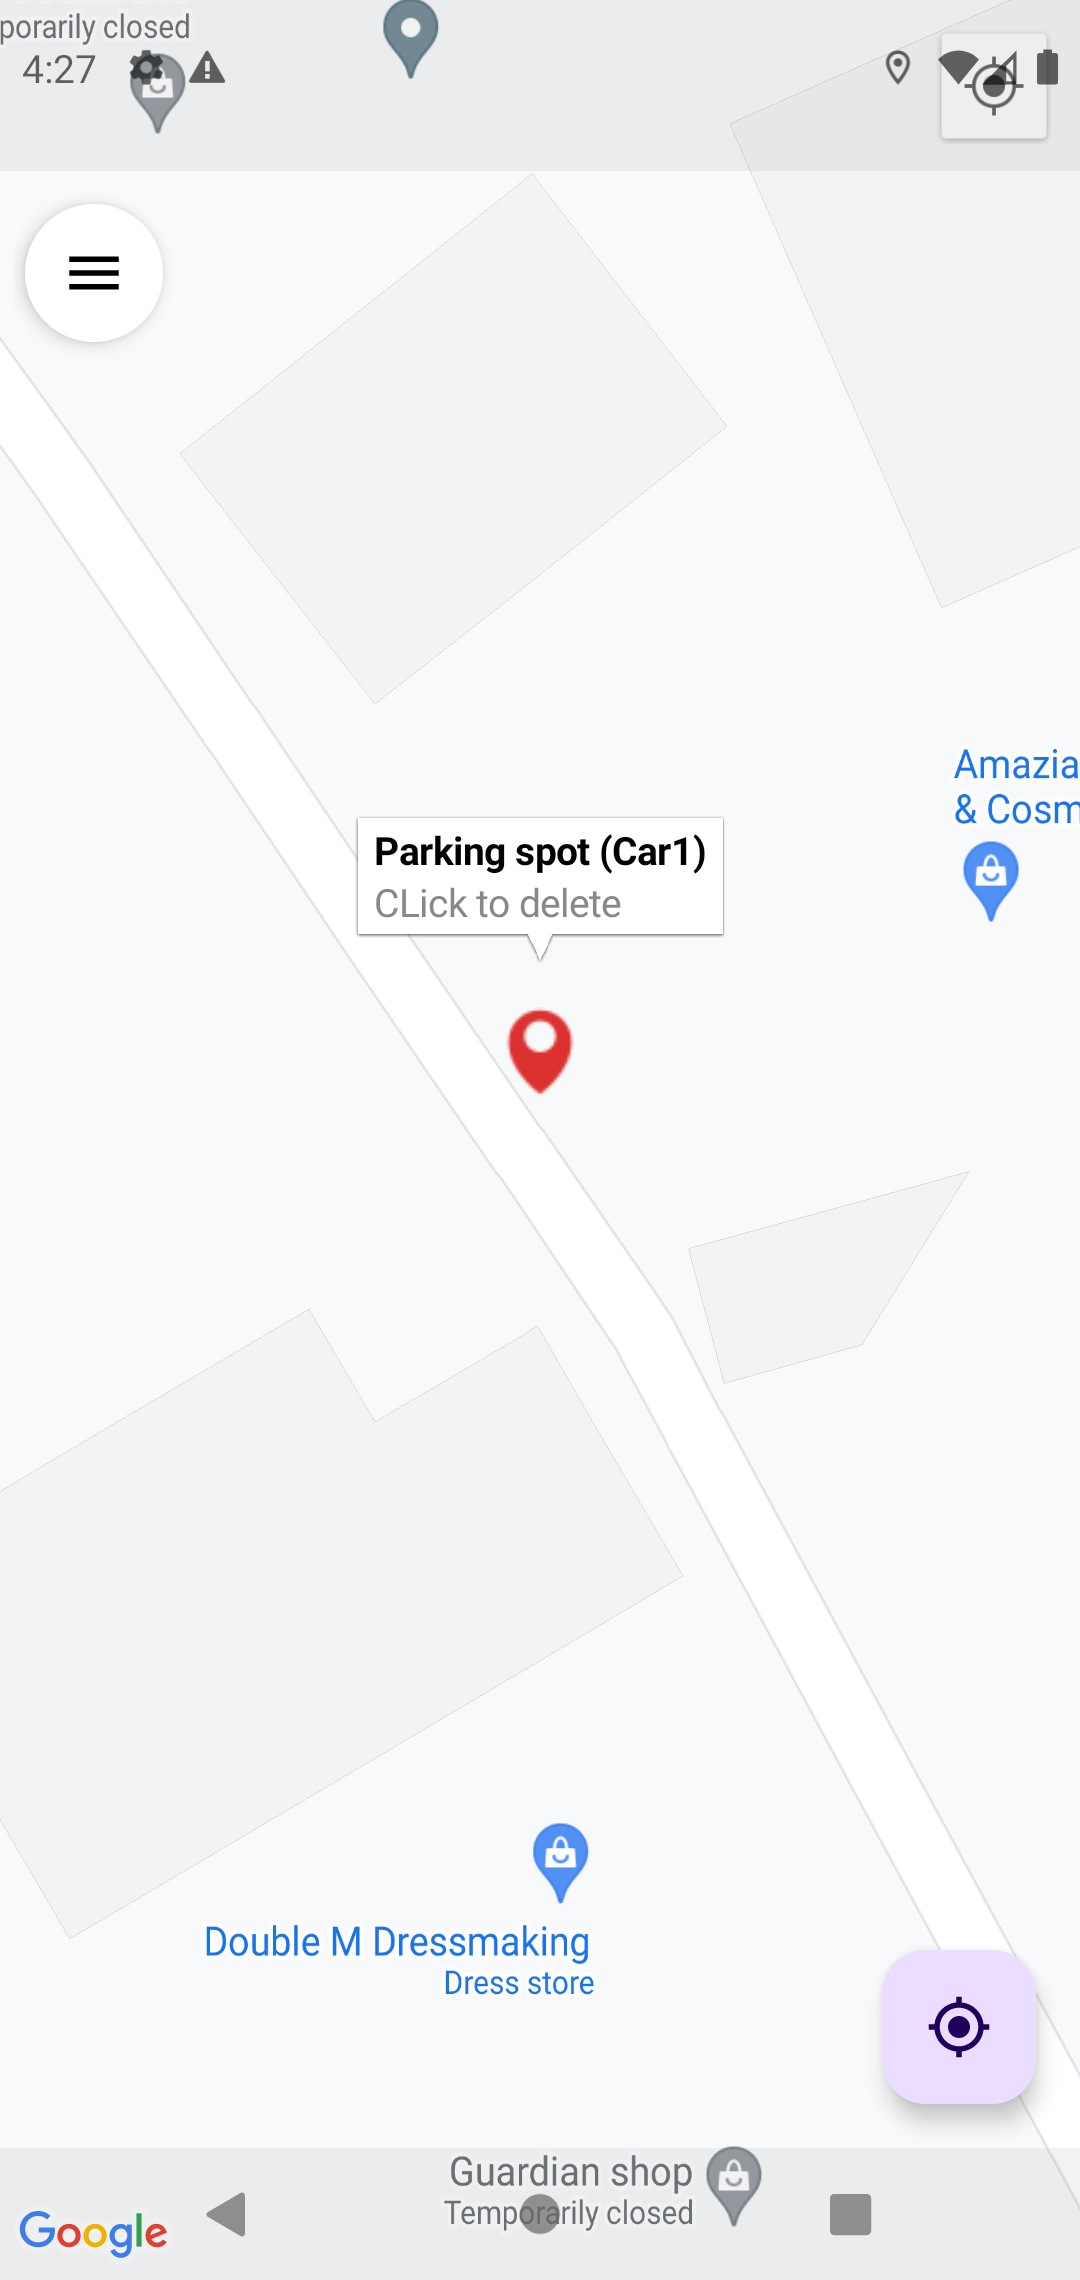 porarily closed
4:27
Amazia
& Cosm
Parking spot (Car1)
CLick to delete
Double M Dressmaking
Dress store
Guardian shop
Temporarily closed
Google